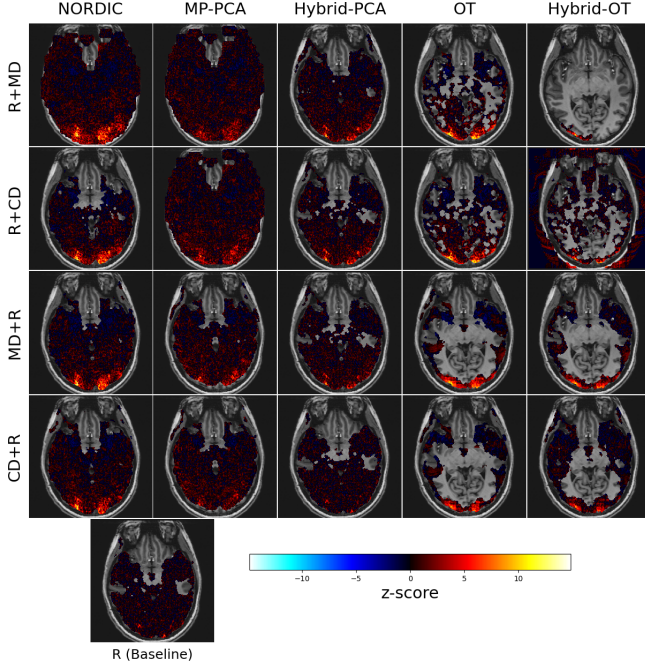 NORDIC MP-PCA Hybrid-PCA OT Hybrid-OT
R+MD
R+CD
MD+R
CD+R
−10 −5 0 5 10
z-score
R (Baseline)